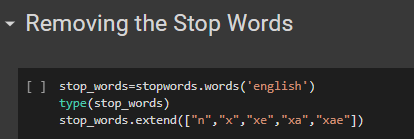 Removing the Stop Words
[ ] stop_words=stopwords.words('english')
type(stop_words)
stop_words.extend(["n","x","xe","xa","xae"])